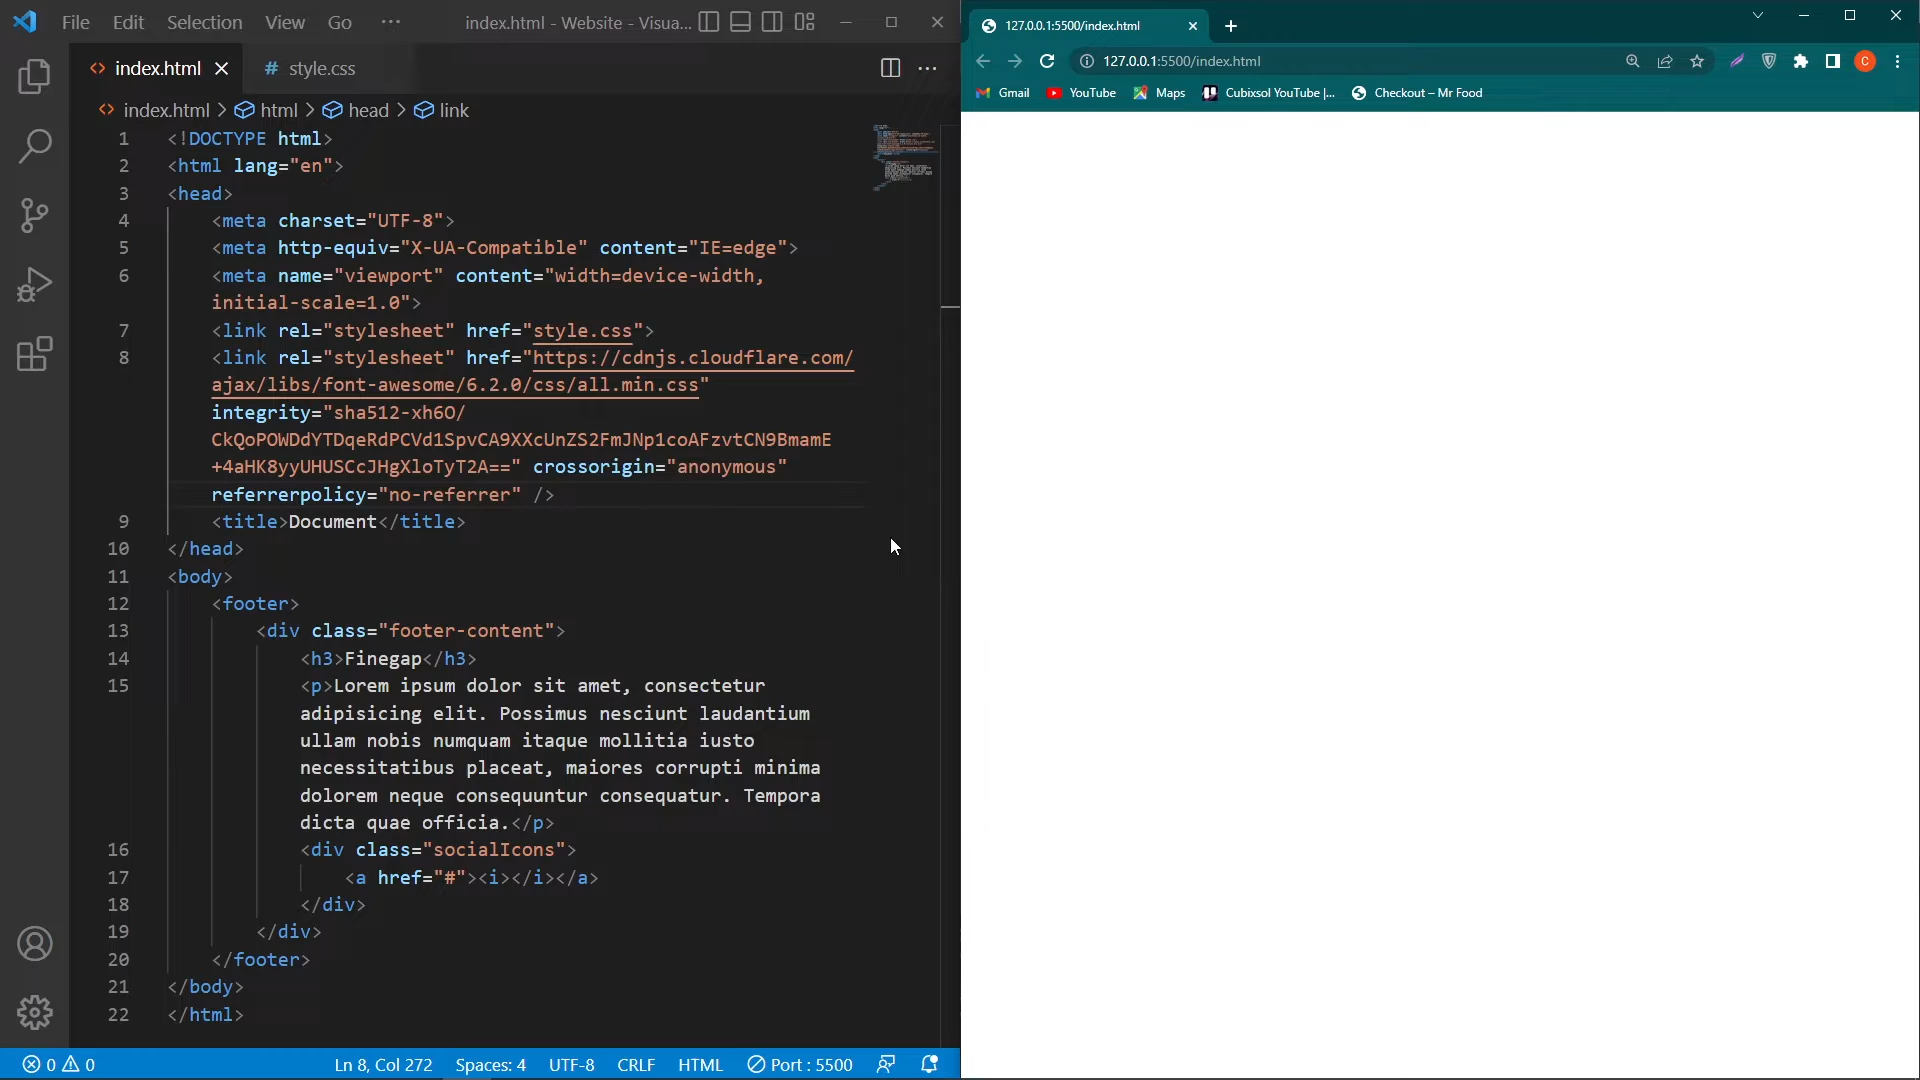 File Edit Selection View Go ··· index.html - Website - Visua...
index.html # style.css
index.html > html > head > link
1 <!DOCTYPE html>
2 <html lang="en">
3 <head>
4 <meta charset="UTF-8">
5 <meta http-equiv="X-UA-Compatible" content="IE=edge">
6 <meta name="viewport" content="width=device-width,
initial-scale=1.0">
7 <link rel="stylesheet" href="style.css">
8 <link rel="stylesheet" href="https://cdnjs.cloudflare.com/
ajax/libs/font-awesome/6.2.0/css/all.min.css"
integrity="sha512-xh6O/
CkQoPOWDdYTDqeRdPCVd1SpvCA9XXcUnZS2FmJNp1coAFzvtCN9BmamE
+4aHK8yyUHUSCcJHgXloTyT2A==" crossorigin="anonymous"
referrerpolicy="no-referrer" />
9 <title>Document</title>
10 </head>
11 <body>
12 <footer>
13 <div class="footer-content">
14 <h3>Finegap</h3>
15 <p>Lorem ipsum dolor sit amet, consectetur
adipisicing elit. Possimus nesciunt laudantium
ullam nobis numquam itaque mollitia iusto
necessitatibus placeat, maiores corrupti minima
dolorem neque consequuntur consequatur. Tempora
dicta quae officia.</p>
16 <div class="socialIcons">
17 <a href="#"><i></i></a>
18 </div>
19 </div>
20 </footer>
21 </body>
22 </html>
0 0 Ln 8, Col 272 Spaces: 4 UTF-8 CRLF HTML Port : 5500
127.0.0.1:5500/index.html
127.0.0.1:5500/index.html C
Gmail YouTube Maps Cubixsol YouTube |... Checkout – Mr Food